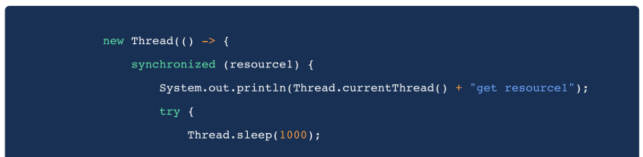 new Thread(() -> {
synchronized (resource1) {
System.out.println(Thread.currentThread() + "get resource1");
try {
Thread.sleep(1000);